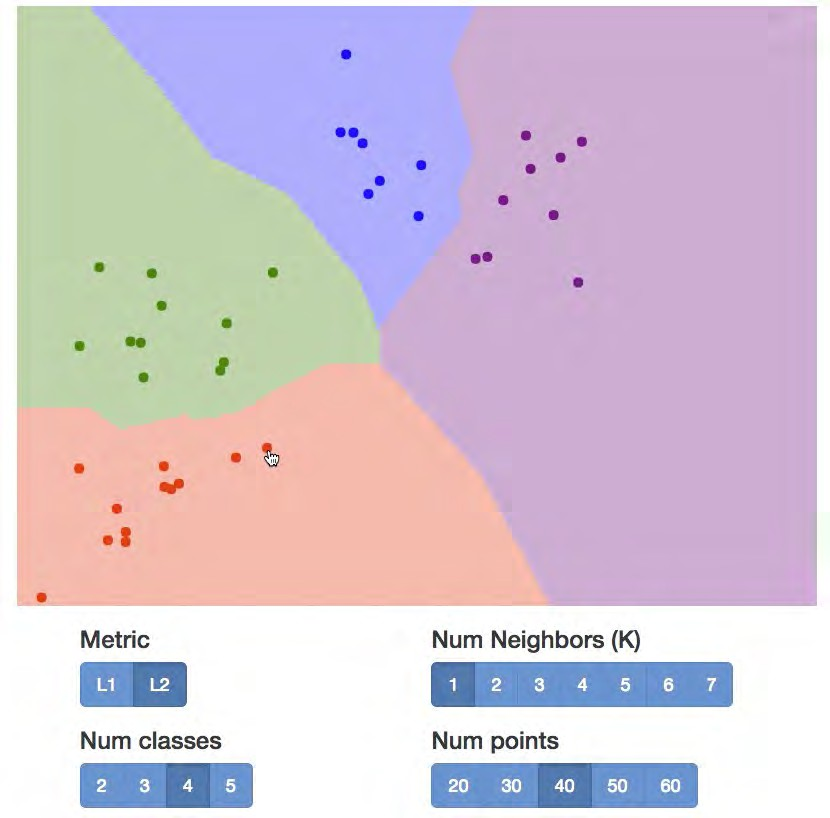 Metric
Num Neighbors (K)
L1 L2
1 2 3 4 5 6 7
Num classes
Num points
2 3 4 5
20 30 40 50 60